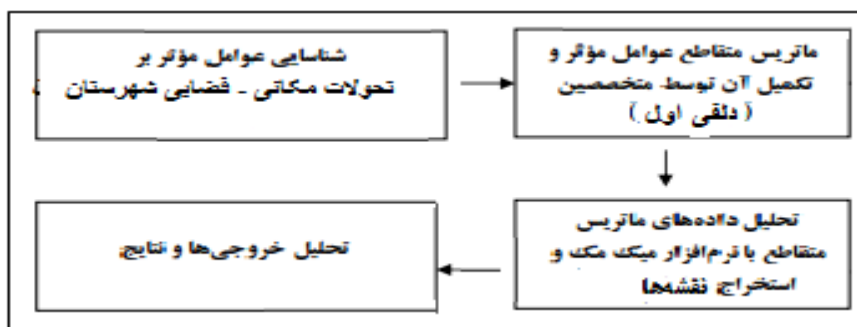 شناسایی عوامل مؤثر بر
تحولات مکانی - فضایی شهرستان
ماتریس متقاطع عوامل مؤثر و
تکمیل آن توسط متخصصین
( دلفی اول )
تحلیل داده‌های ماتریس
متقاطع با نرم‌افزار میک مک و
استخراج نقشه‌ها
تحلیل خروجی‌ها و نتایج